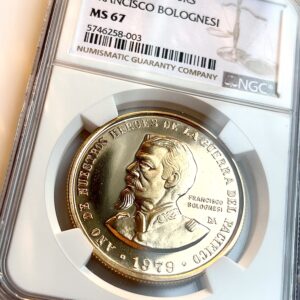 FRANCISCO BOLOGNESI
MS 67
5746258-003
NUMISMATIC GUARANTY COMPANY
NGC
AÑO DE NUESTROS HEROES DE LA GUERRA DEL PACIFICO
FRANCISCO
BOLOGNESI
• 1979 •